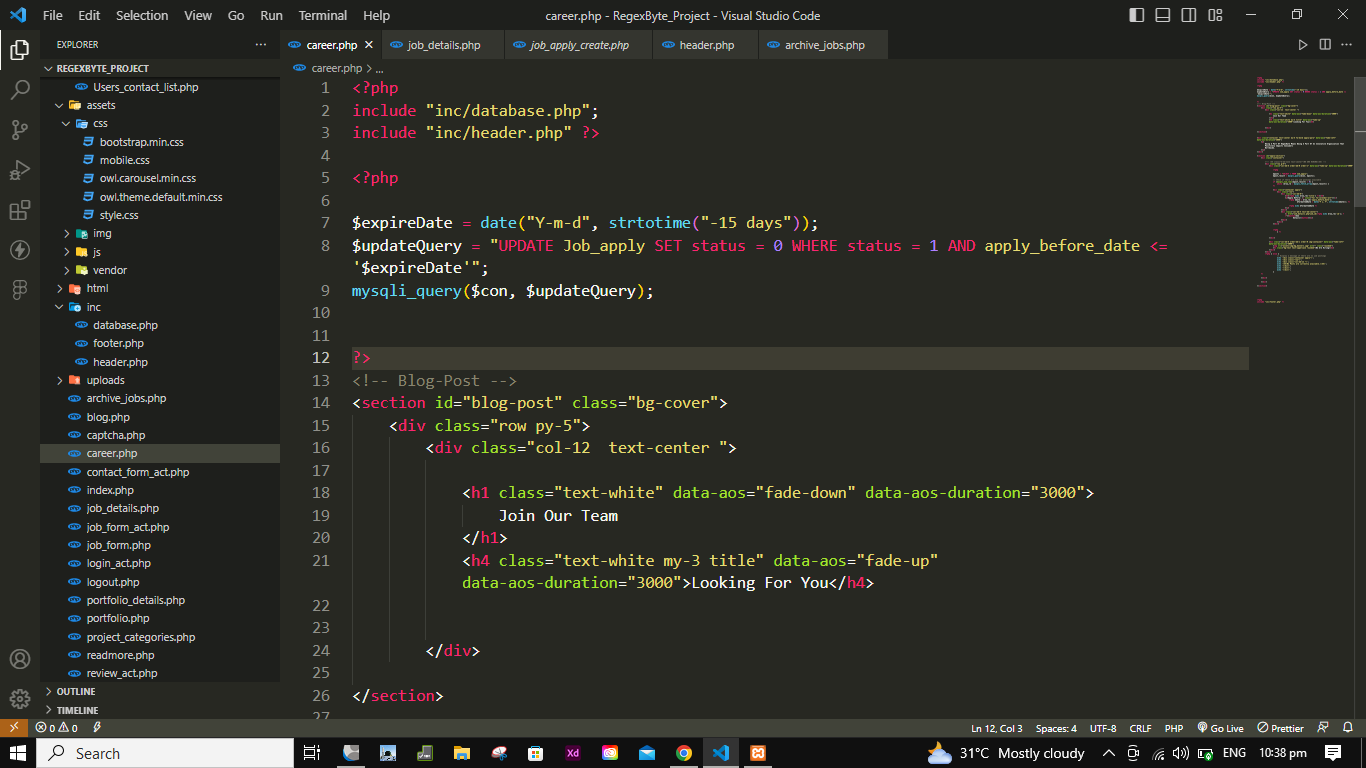 File Edit Selection View Go Run Terminal Help career.php - RegexByte_Project - Visual Studio Code
EXPLORER
REGEXBYTE_PROJECT
Users_contact_list.php
assets
css
bootstrap.min.css
mobile.css
owl.carousel.min.css
owl.theme.default.min.css
style.css
img
js
vendor
html
inc
database.php
footer.php
header.php
uploads
archive_jobs.php
blog.php
captcha.php
career.php
contact_form_act.php
index.php
job_details.php
job_form_act.php
job_form.php
login_act.php
logout.php
portfolio_details.php
portfolio.php
project_categories.php
readmore.php
review_act.php
OUTLINE
TIMELINE
career.php job_details.php job_apply_create.php header.php archive_jobs.php
career.php > ...
1 <?php
2 include "inc/database.php";
3 include "inc/header.php" ?>
4
5 <?php
6
7 $expireDate = date("Y-m-d", strtotime("-15 days"));
8 $updateQuery = "UPDATE Job_apply SET status = 0 WHERE status = 1 AND apply_before_date <=
'$expireDate'";
9 mysqli_query($con, $updateQuery);
10
11
12 ?>
13 <!-- Blog-Post -->
14 <section id="blog-post" class="bg-cover">
15 <div class="row py-5">
16 <div class="col-12  text-center ">
17
18 <h1 class="text-white" data-aos="fade-down" data-aos-duration="3000">
19 Join Our Team
20 </h1>
21 <h4 class="text-white my-3 title" data-aos="fade-up"
data-aos-duration="3000">Looking For You</h4>
22
23
24 </div>
25
26 </section>
27
0 0 Ln 12, Col 3 Spaces: 4 UTF-8 CRLF PHP Go Live Prettier
Search Xd 31°C Mostly cloudy ENG 10:38 pm